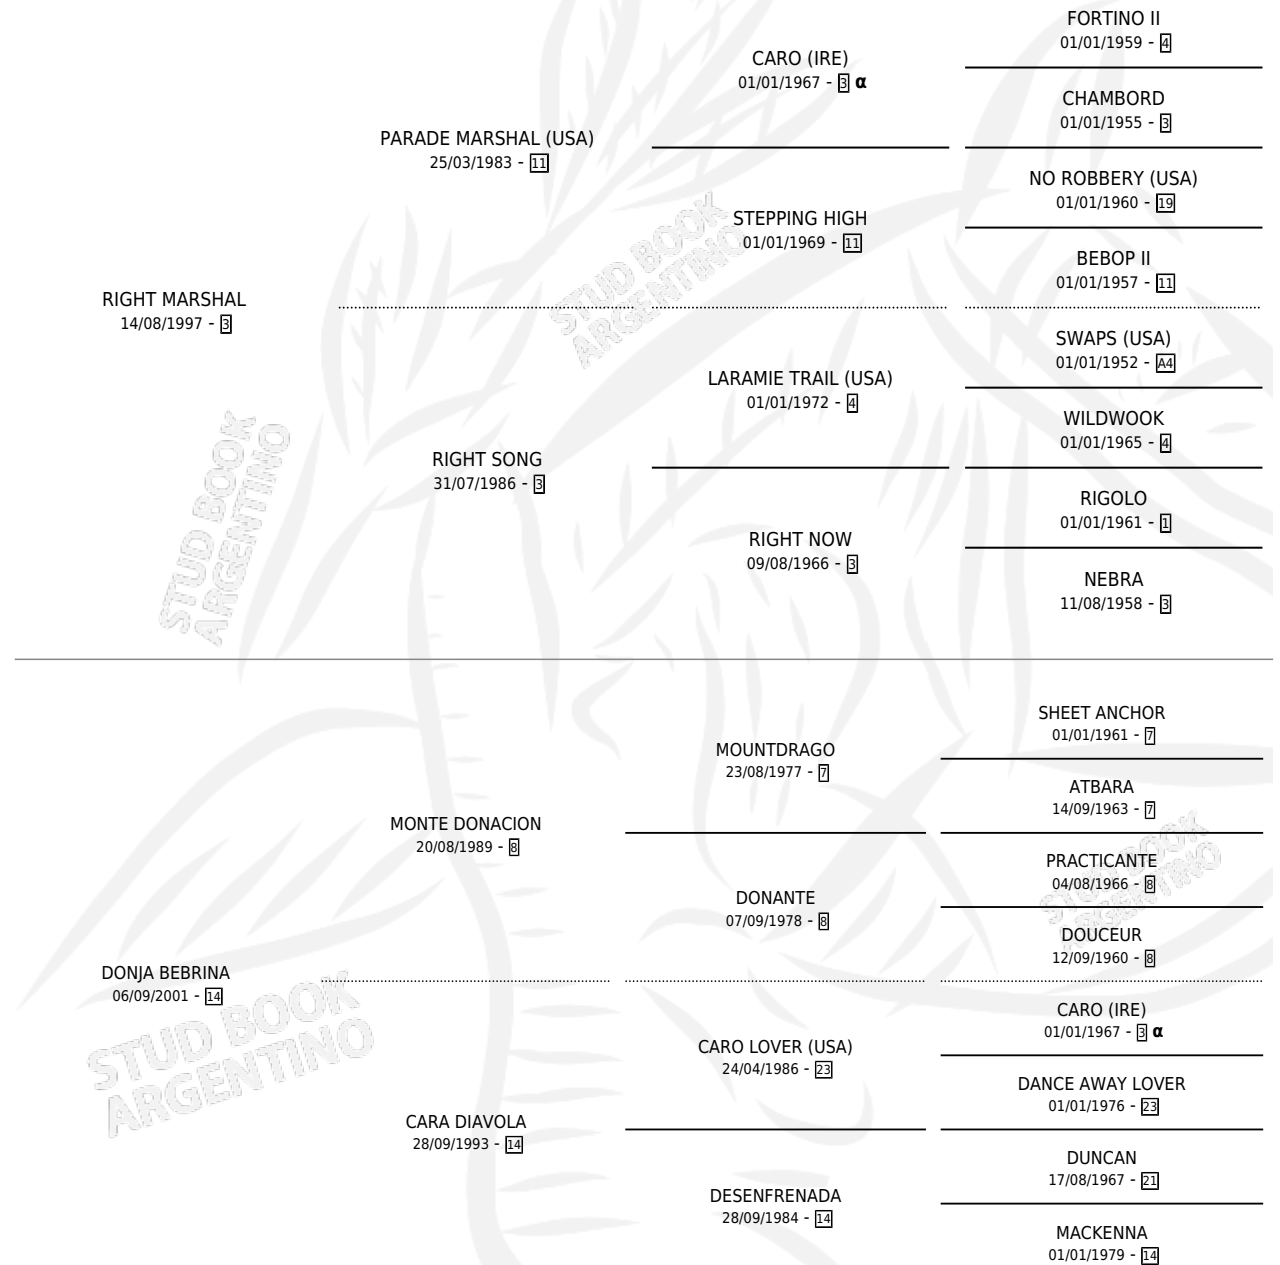 FORTINO II
01/01/1959 - 4
CARO (IRE)
01/01/1967 - 3 α
CHAMBORD
01/01/1955 - 3
PARADE MARSHAL (USA)
25/03/1983 - 11
NO ROBBERY (USA)
01/01/1960 - 19
STEPPING HIGH
01/01/1969 - 11
BEBOP II
01/01/1957 - 11
RIGHT MARSHAL
14/08/1997 - 3
SWAPS (USA)
01/01/1952 - A4
LARAMIE TRAIL (USA)
01/01/1972 - 4
WILDWOOK
01/01/1965 - 4
RIGHT SONG
31/07/1986 - 3
RIGOLO
01/01/1961 - 1
RIGHT NOW
09/08/1966 - 3
NEBRA
11/08/1958 - 3
SHEET ANCHOR
01/01/1961 - 7
MOUNTDRAGO
23/08/1977 - 7
ATBARA
14/09/1963 - 7
MONTE DONACION
20/08/1989 - 8
PRACTICANTE
04/08/1966 - 8
DONANTE
07/09/1978 - 8
DOUCEUR
12/09/1960 - 8
DONJA BEBRINA
06/09/2001 - 14
CARO (IRE)
01/01/1967 - 3 α
CARO LOVER (USA)
24/04/1986 - 23
DANCE AWAY LOVER
01/01/1976 - 23
CARA DIAVOLA
28/09/1993 - 14
DUNCAN
17/08/1967 - 21
DESENFRENADA
28/09/1984 - 14
MACKENNA
01/01/1979 - 14
STUD BOOK
ARGENTINO
STUD BOOK
ARGENTINO
STUD BOOK
ARGENTINO
STUD BOOK
ARGENTINO